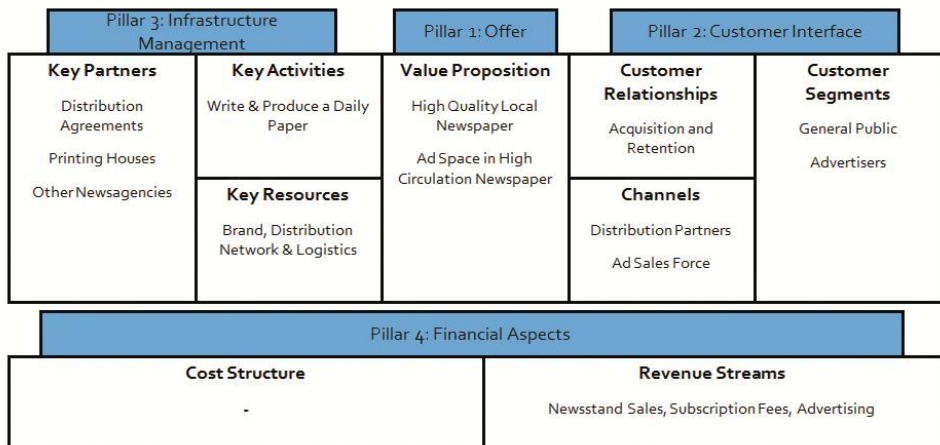 Pillar 3: Infrastructure
Management
Pillar 1: Offer
Pillar 2: Customer Interface
Key Partners
Distribution
Agreements
Printing Houses
Other Newsagencies
Key Activities
Write & Produce a Daily
Paper
Key Resources
Brand, Distribution
Network & Logistics
Value Proposition
High Quality Local
Newspaper
Ad Space in High
Circulation Newspaper
Customer
Relationships
Acquisition and
Retention
Channels
Distribution Partners
Ad Sales Force
Customer
Segments
General Public
Advertisers
Pillar 4: Financial Aspects
Cost Structure
-
Revenue Streams
Newsstand Sales, Subscription Fees, Advertising